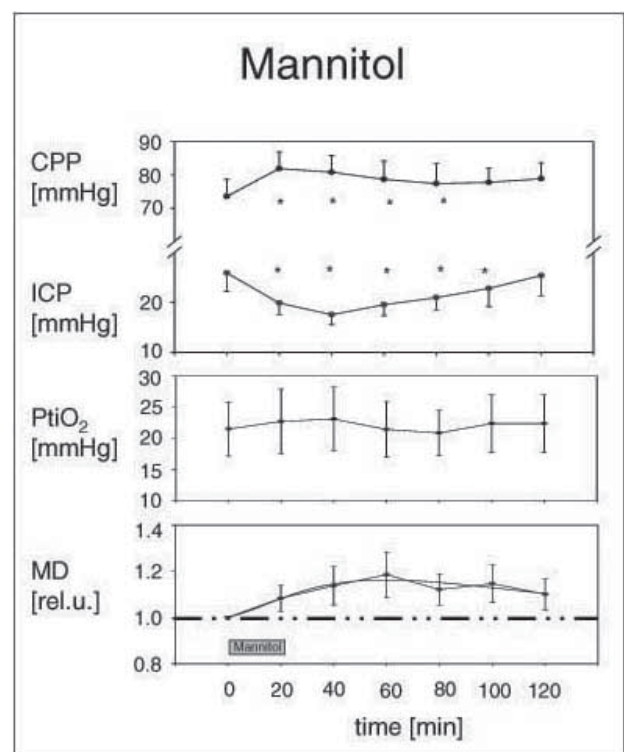 Mannitol
CPP
[mmHg]
90
80
70
* * * *
ICP
[mmHg]
* * * * *
20
10
PtiO₂
[mmHg]
30
25
20
15
10
MD
[rel.u.]
1.4
1.2
1.0
0.8
Mannitol
0 20 40 60 80 100 120
time [min]